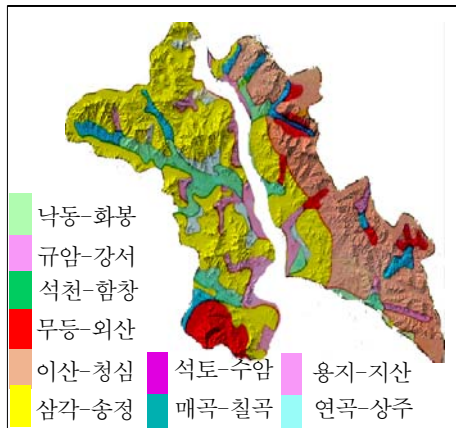 낙동-화봉
규암-강서
석천-함창
무등-외산
이산-청심 석토-수암 용지-지산
삼각-송정 매곡-칠곡 연곡-상주